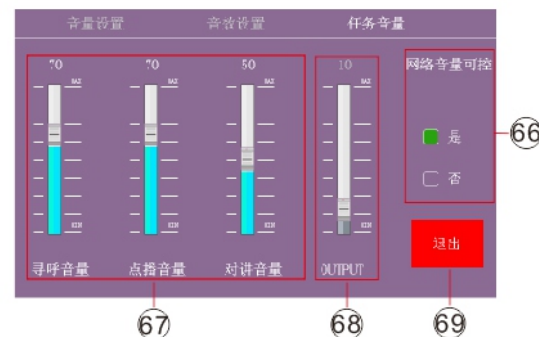 音量设置 音效设置 任务音量
70 70 50 10 网络音量可控
MAX MAX MAX MAX
是
否
MIN MIN MIN MIN
退出
寻呼音量 点播音量 对讲音量 OUTPUT
66
67 68 69